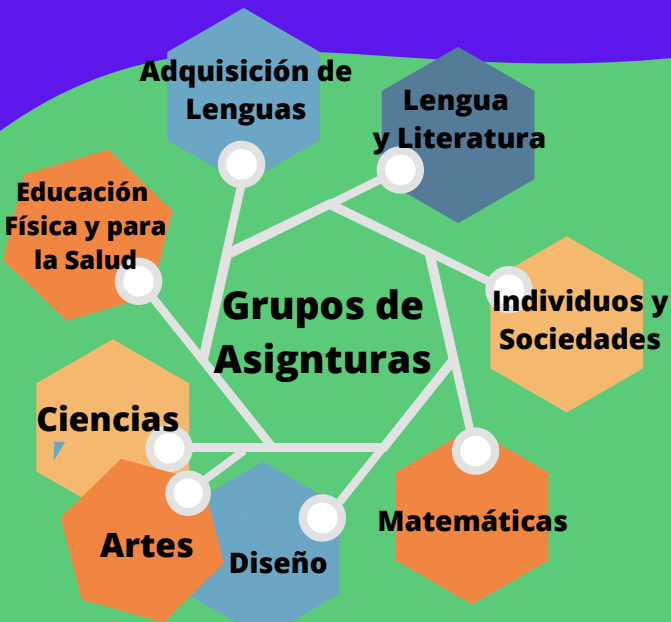 Adquisición de
Lenguas
Lengua
y Literatura
Educación
Física y para
la Salud
Grupos de
Asignturas
Individuos y
Sociedades
Ciencias
Matemáticas
Artes
Diseño